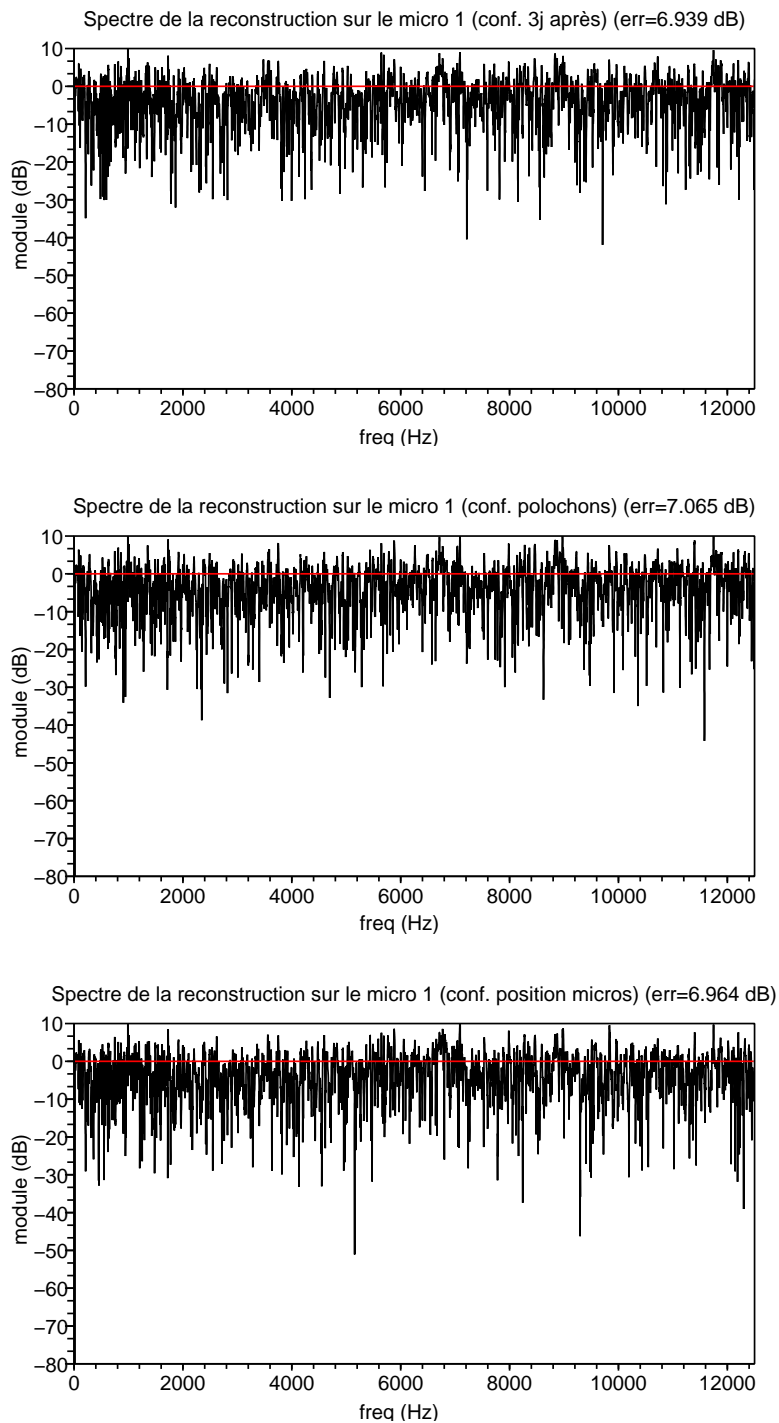 Spectre de la reconstruction sur le micro 1 (conf. 3j après) (err=6.939 dB)
10
0
−10
−20
−30
−40
−50
−60
−70
−80
module (dB)
0 2000 4000 6000 8000 10000 12000
freq (Hz)
Spectre de la reconstruction sur le micro 1 (conf. polochons) (err=7.065 dB)
10
0
−10
−20
−30
−40
−50
−60
−70
−80
module (dB)
0 2000 4000 6000 8000 10000 12000
freq (Hz)
Spectre de la reconstruction sur le micro 1 (conf. position micros) (err=6.964 dB)
10
0
−10
−20
−30
−40
−50
−60
−70
−80
module (dB)
0 2000 4000 6000 8000 10000 12000
freq (Hz)